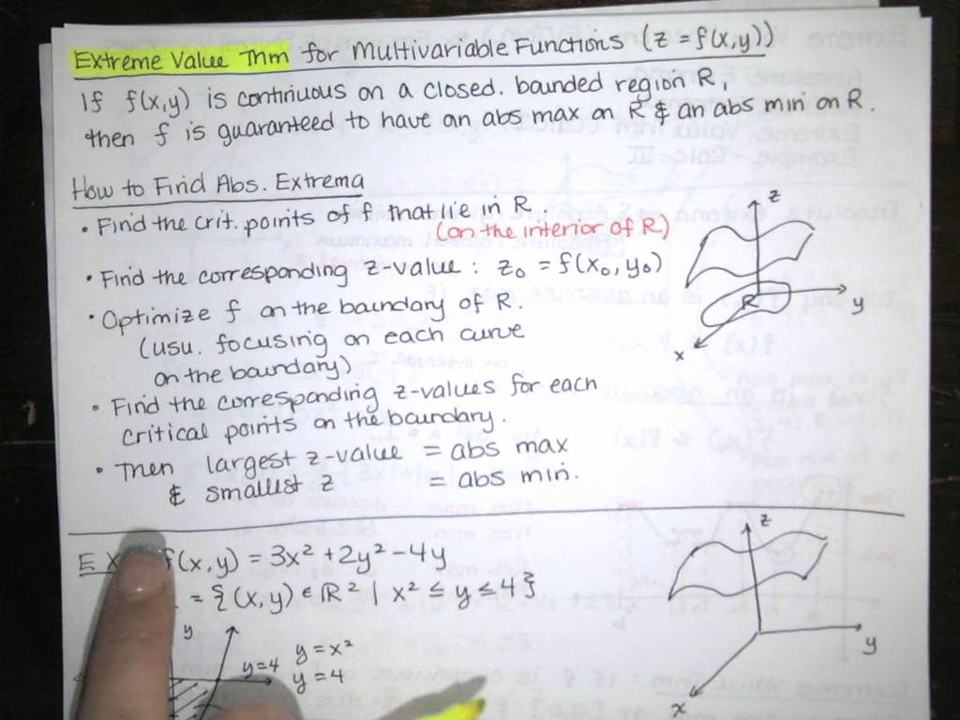 Extreme Value Thm for Multivariable Functions (z = f(x,y))
If f(x,y) is continuous on a closed, bounded region R,
then f is guaranteed to have an abs max on R & an abs min on R.
How to Find Abs. Extrema
• Find the crit. points of f that lie in R
(on the interior of R)
• Find the corresponding z-value : z₀ = f(x₀, y₀)
• Optimize f on the boundary of R.
(usu. focusing on each curve
on the boundary)
• Find the corresponding z-values for each
critical points on the boundary.
• Then largest z-value = abs max
& smallest z = abs min.
z
R
y
x
f(x,y) = 3x² + 2y² - 4y
= {(x,y) ∈ ℝ² | x² ≤ y ≤ 4}
y
y=4
y = x²
y = 4
z
y
x